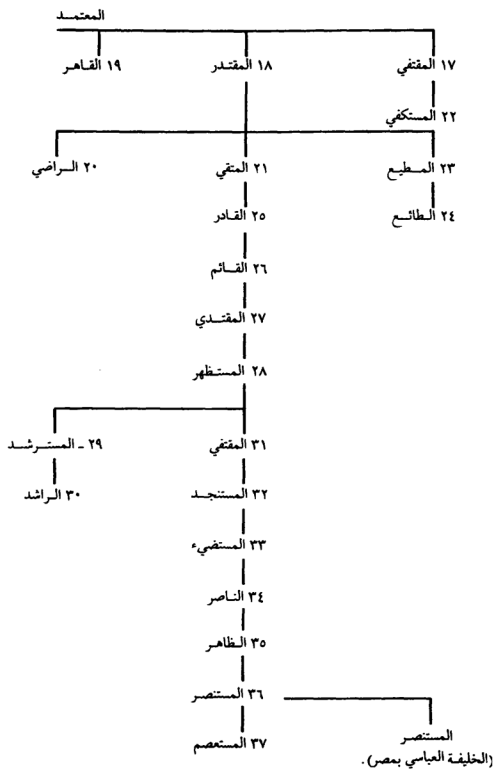 المعتمد
١٧ المقتفي
١٨ المقتدر
١٩ القاهر
٢٢ المستكفي
٢٣ المطيع
٢١ المتقي
٢٠ الراضي
٢٤ الطائع
٢٥ القادر
٢٦ القائم
٢٧ المقتدي
٢٨ المستظهر
٣١ المقتفي
٢٩ ـ المسترشد
٣٢ المستنجد
٣٠ الراشد
٣٣ المستضيء
٣٤ الناصر
٣٥ الظاهر
٣٦ المستنصر
المستنصر
(الخليفة العباسي بمصر).
٣٧ المستعصم